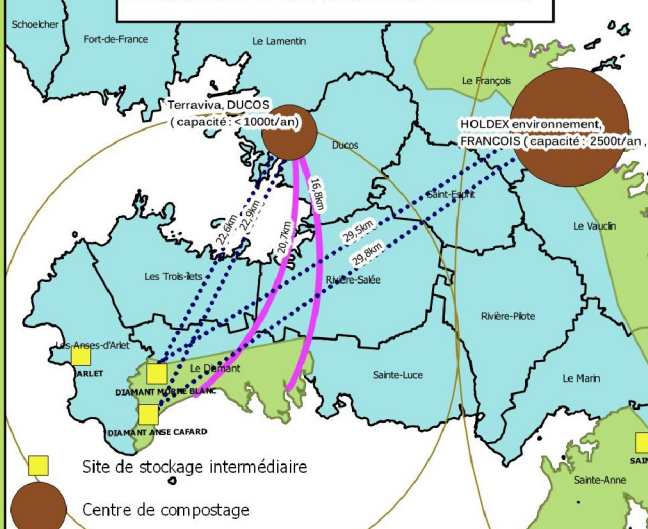 Schoelcher
Fort-de-France
Le Lamentin
Le François
Terraviva, DUCOS
(capacité : <1000t/an)
HOLDEX environnement,
FRANCOIS (capacité : 2500t/an,
Ducos
Saint-Esprit
16,8km
22,6km
22,9km
20,7km
29,5km
29,8km
Le Vauclin
Les Trois-îlets
Rivière-Salée
Rivière-Pilote
Les Anses-d'Arlet
ARLET
Le Diamant
DIAMANT MORNE BLANC
Sainte-Luce
Le Marin
DIAMANT ANSE CAFARD
SAIN
Site de stockage intermédiaire
Sainte-Anne
Centre de compostage